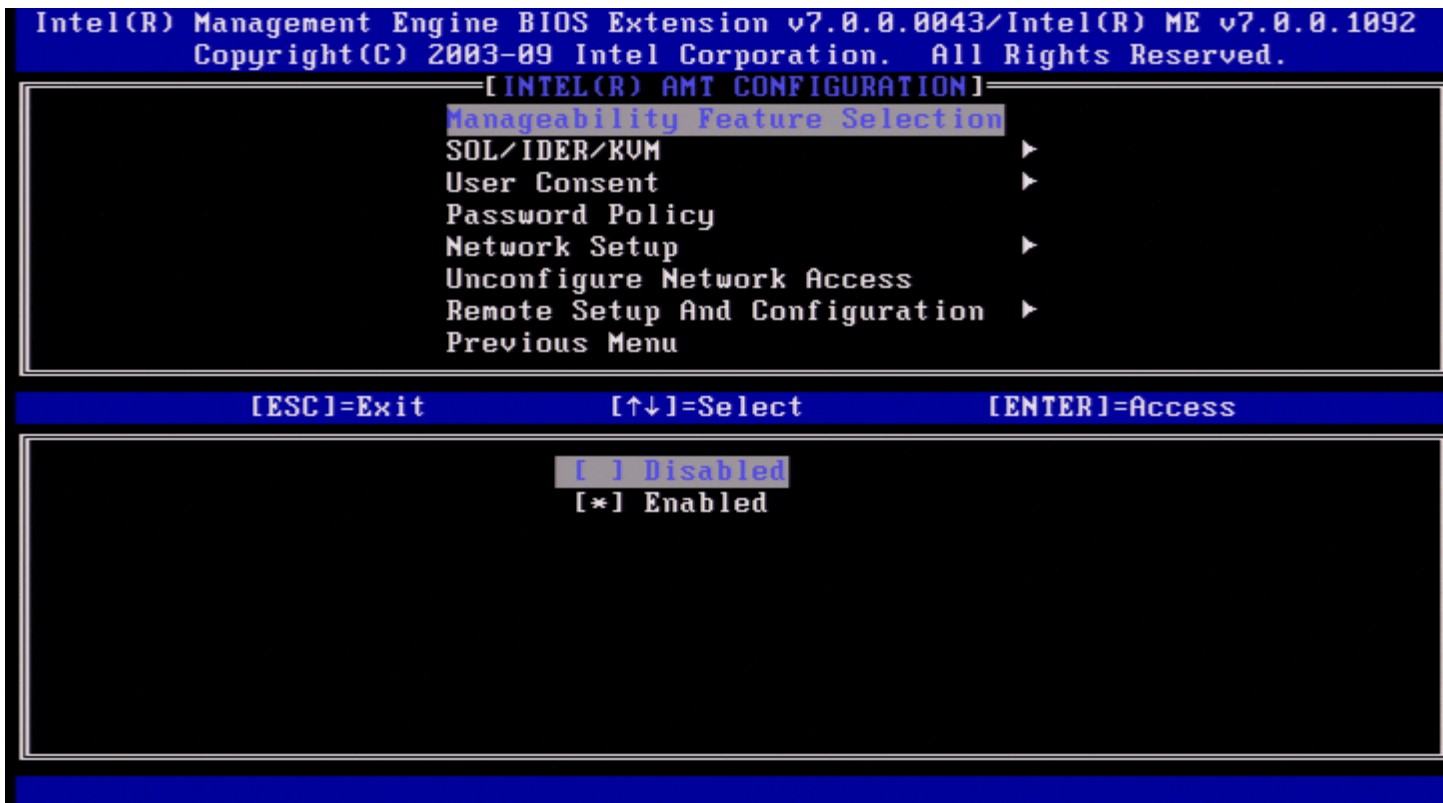 Intel(R) Management Engine BIOS Extension v7.0.0.0043/Intel(R) ME v7.0.0.1092
Copyright(C) 2003-09 Intel Corporation. All Rights Reserved.
[INTEL(R) AMT CONFIGURATION]
Manageability Feature Selection
SOL/IDER/KVM ►
User Consent ►
Password Policy
Network Setup ►
Unconfigure Network Access
Remote Setup And Configuration ►
Previous Menu
[ESC]=Exit [↑↓]=Select [ENTER]=Access
[ ] Disabled
[*] Enabled